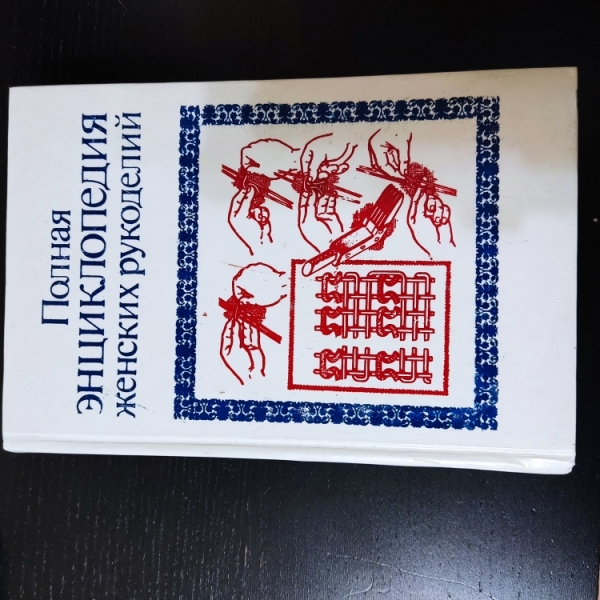 Полная
ЭНЦИКЛОПЕДИЯ
женских рукоделий